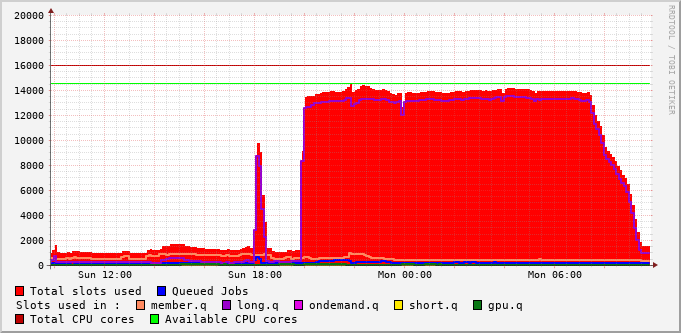 RRDTOOL / TOBI OETIKER
20000
18000
16000
14000
12000
10000
8000
6000
4000
2000
0
Sun 12:00 Sun 18:00 Mon 00:00 Mon 06:00
Total slots used Queued Jobs
Slots used in : member.q long.q ondemand.q short.q gpu.q
Total CPU cores Available CPU cores